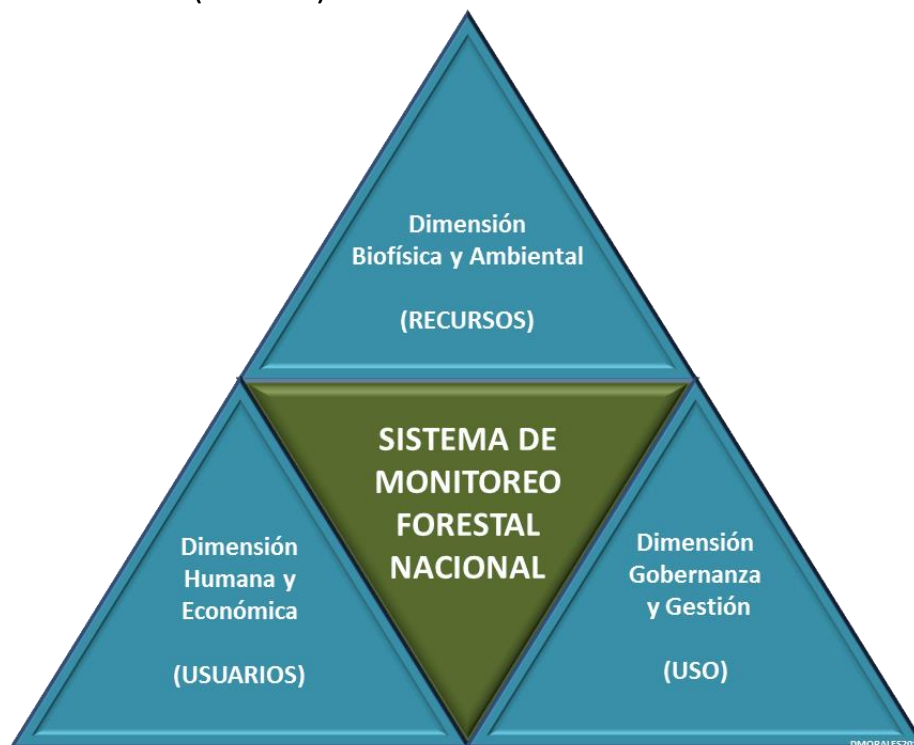 Dimensión
Biofísica y Ambiental
(RECURSOS)
SISTEMA DE
MONITOREO
FORESTAL
NACIONAL
Dimensión
Humana y
Económica
(USUARIOS)
Dimensión
Gobernanza
y Gestión
(USO)